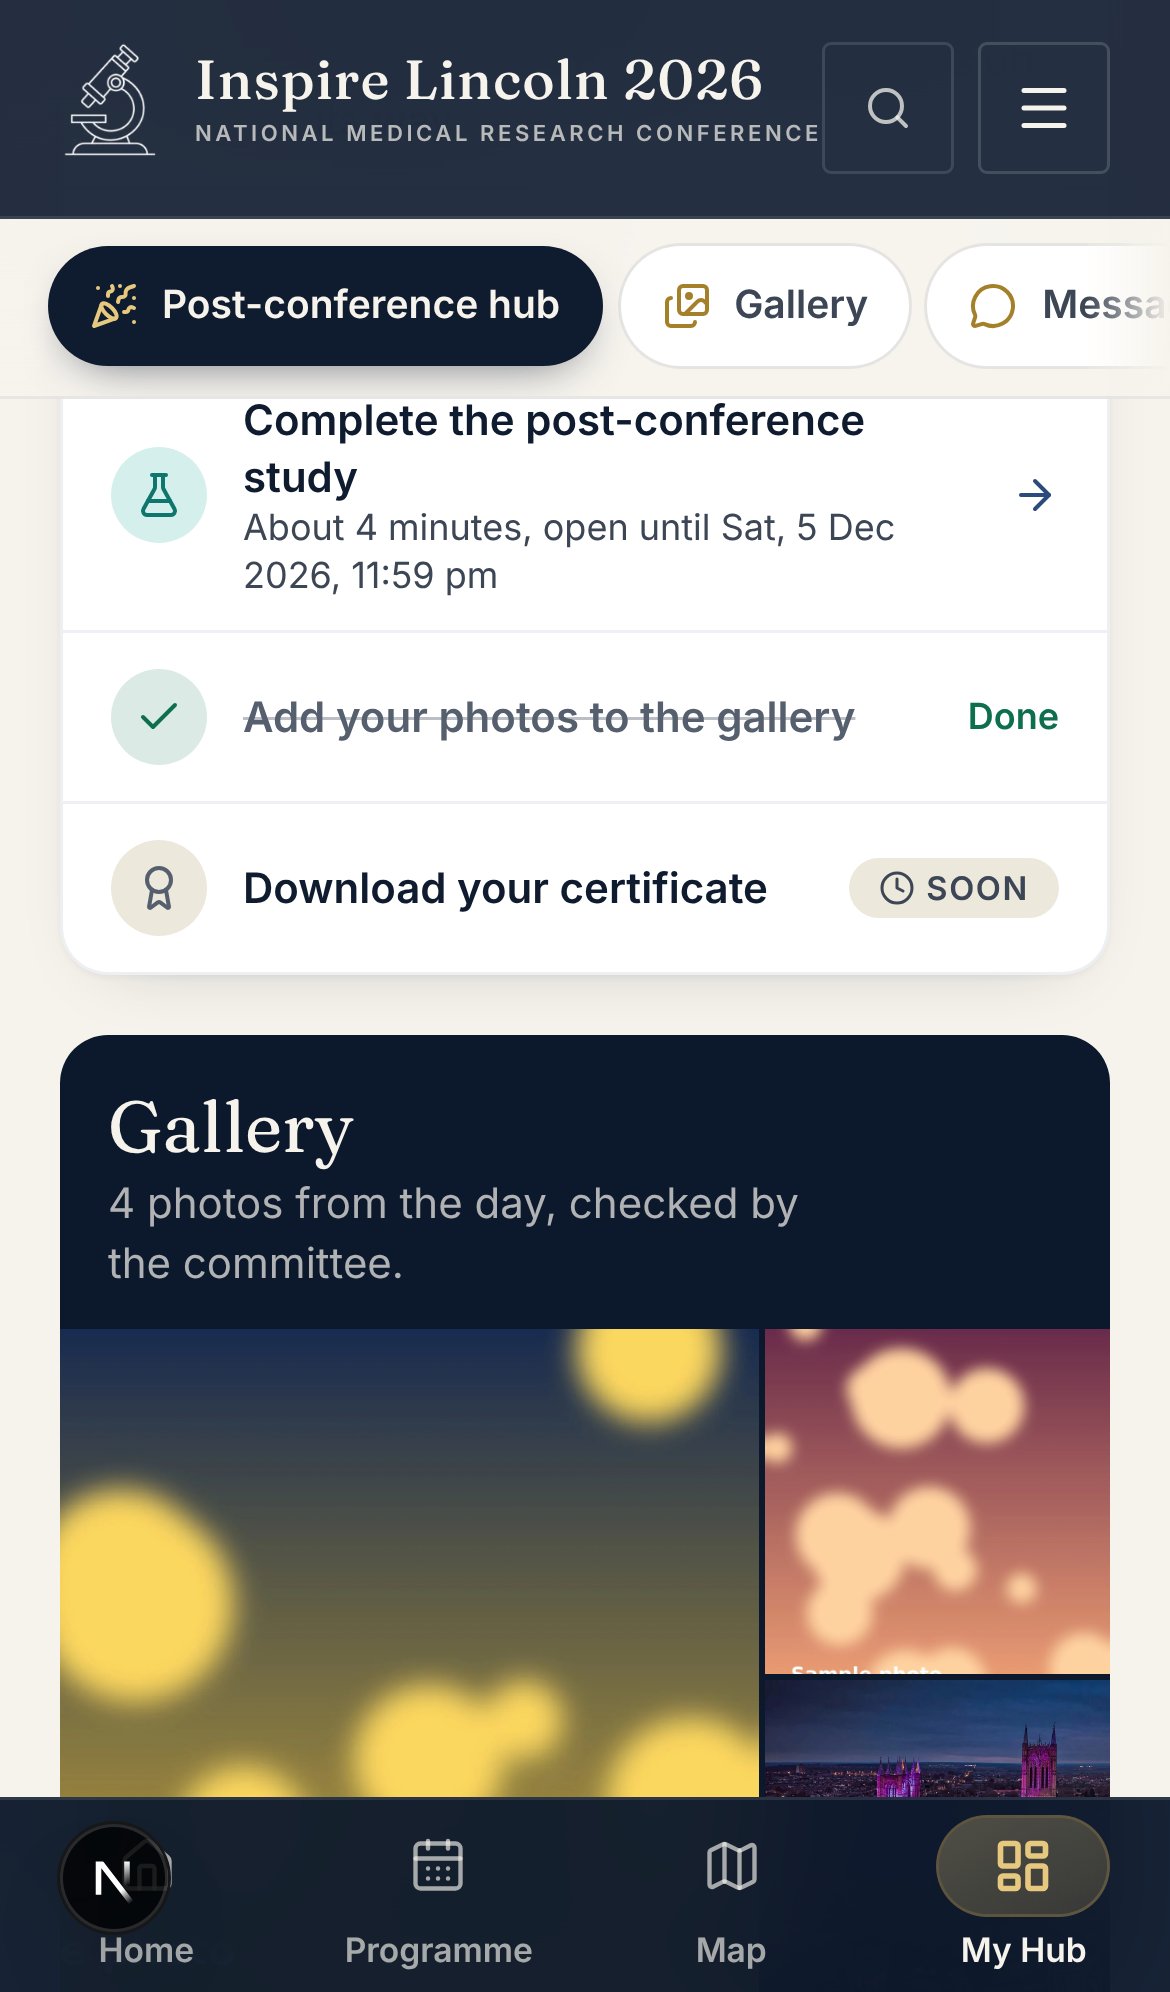 Inspire Lincoln 2026
NATIONAL MEDICAL RESEARCH CONFERENCE
Post-conference hub
Gallery
Messa
Complete the post-conference
study
About 4 minutes, open until Sat, 5 Dec
2026, 11:59 pm
Add your photos to the gallery
Done
Download your certificate
SOON
Gallery
4 photos from the day, checked by
the committee.
Sample photo
N
Home
Programme
Map
My Hub